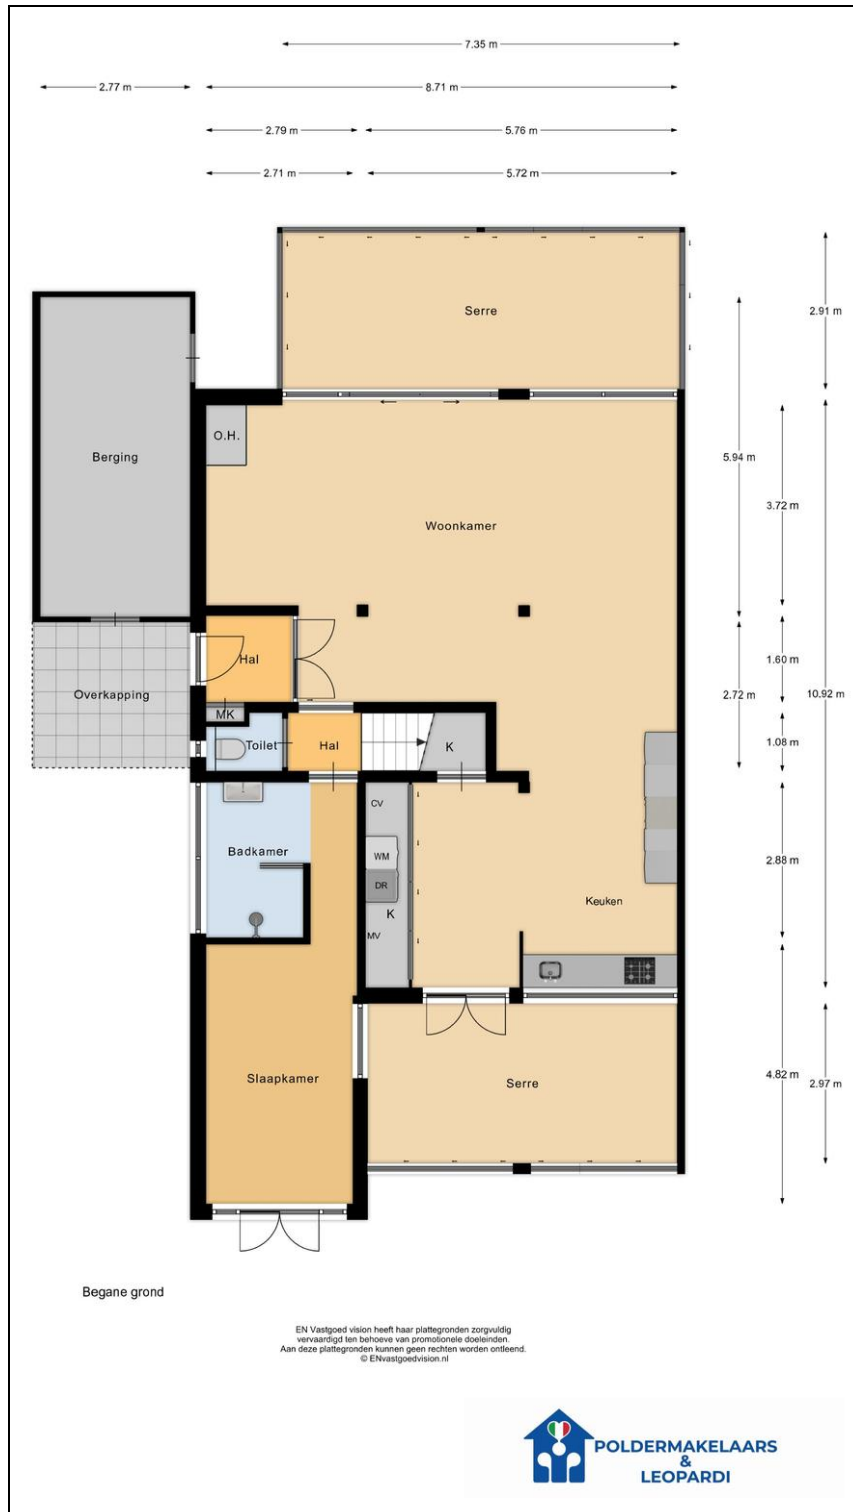 7.35 m
2.77 m
8.71 m
2.79 m
5.76 m
2.71 m
5.72 m
Serre
2.91 m
O.H.
Berging
5.94 m
3.72 m
Woonkamer
Hal
1.60 m
Overkapping
2.72 m
10.92 m
MK
Toilet
Hal
K
1.08 m
CV
Badkamer
WM
2.88 m
DR
Keuken
K
MV
Slaapkamer
Serre
4.82 m
2.97 m
Begane grond
EN Vastgoed vision heeft haar plattegronden zorgvuldig
vervaardigd ten behoeve van promotionele doeleinden.
Aan deze plattegronden kunnen geen rechten worden ontleend.
© ENvastgoedvision.nl
POLDERMAKELAARS
&
LEOPARDI